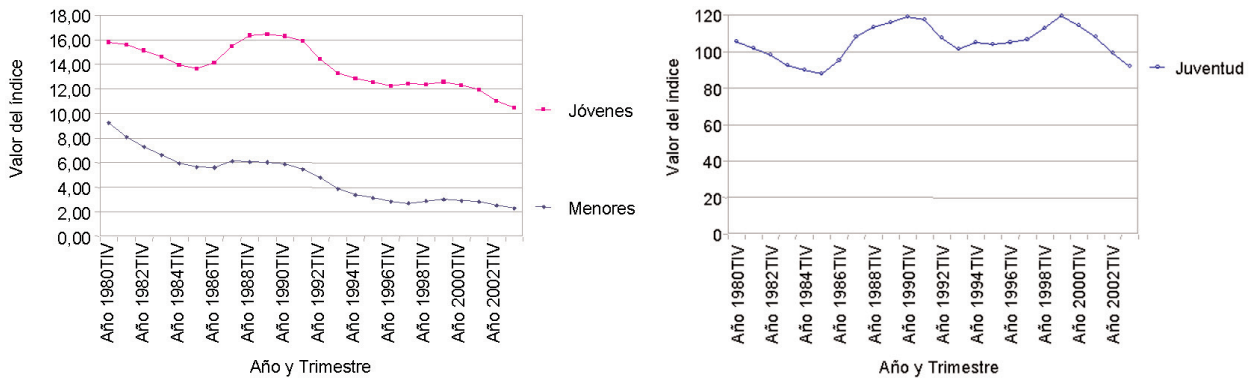 18,00
16,00
14,00
12,00
10,00
8,00
6,00
4,00
2,00
0,00
Valor del índice
Año 1980TIV
Año 1982TIV
Año 1984TIV
Año 1986TIV
Año 1988TIV
Año 1990TIV
Año 1992TIV
Año 1994TIV
Año 1996TIV
Año 1998TIV
Año 2000TIV
Año 2002TIV
Año y Trimestre
Jóvenes
Menores
120
100
80
60
40
20
0
Valor del índice
Año 1980TIV
Año 1982TIV
Año 1984TIV
Año 1986TIV
Año 1988TIV
Año 1990TIV
Año 1992TIV
Año 1994TIV
Año 1996TIV
Año 1998TIV
Año 2000TIV
Año 2002TIV
Año y Trimestre
Juventud